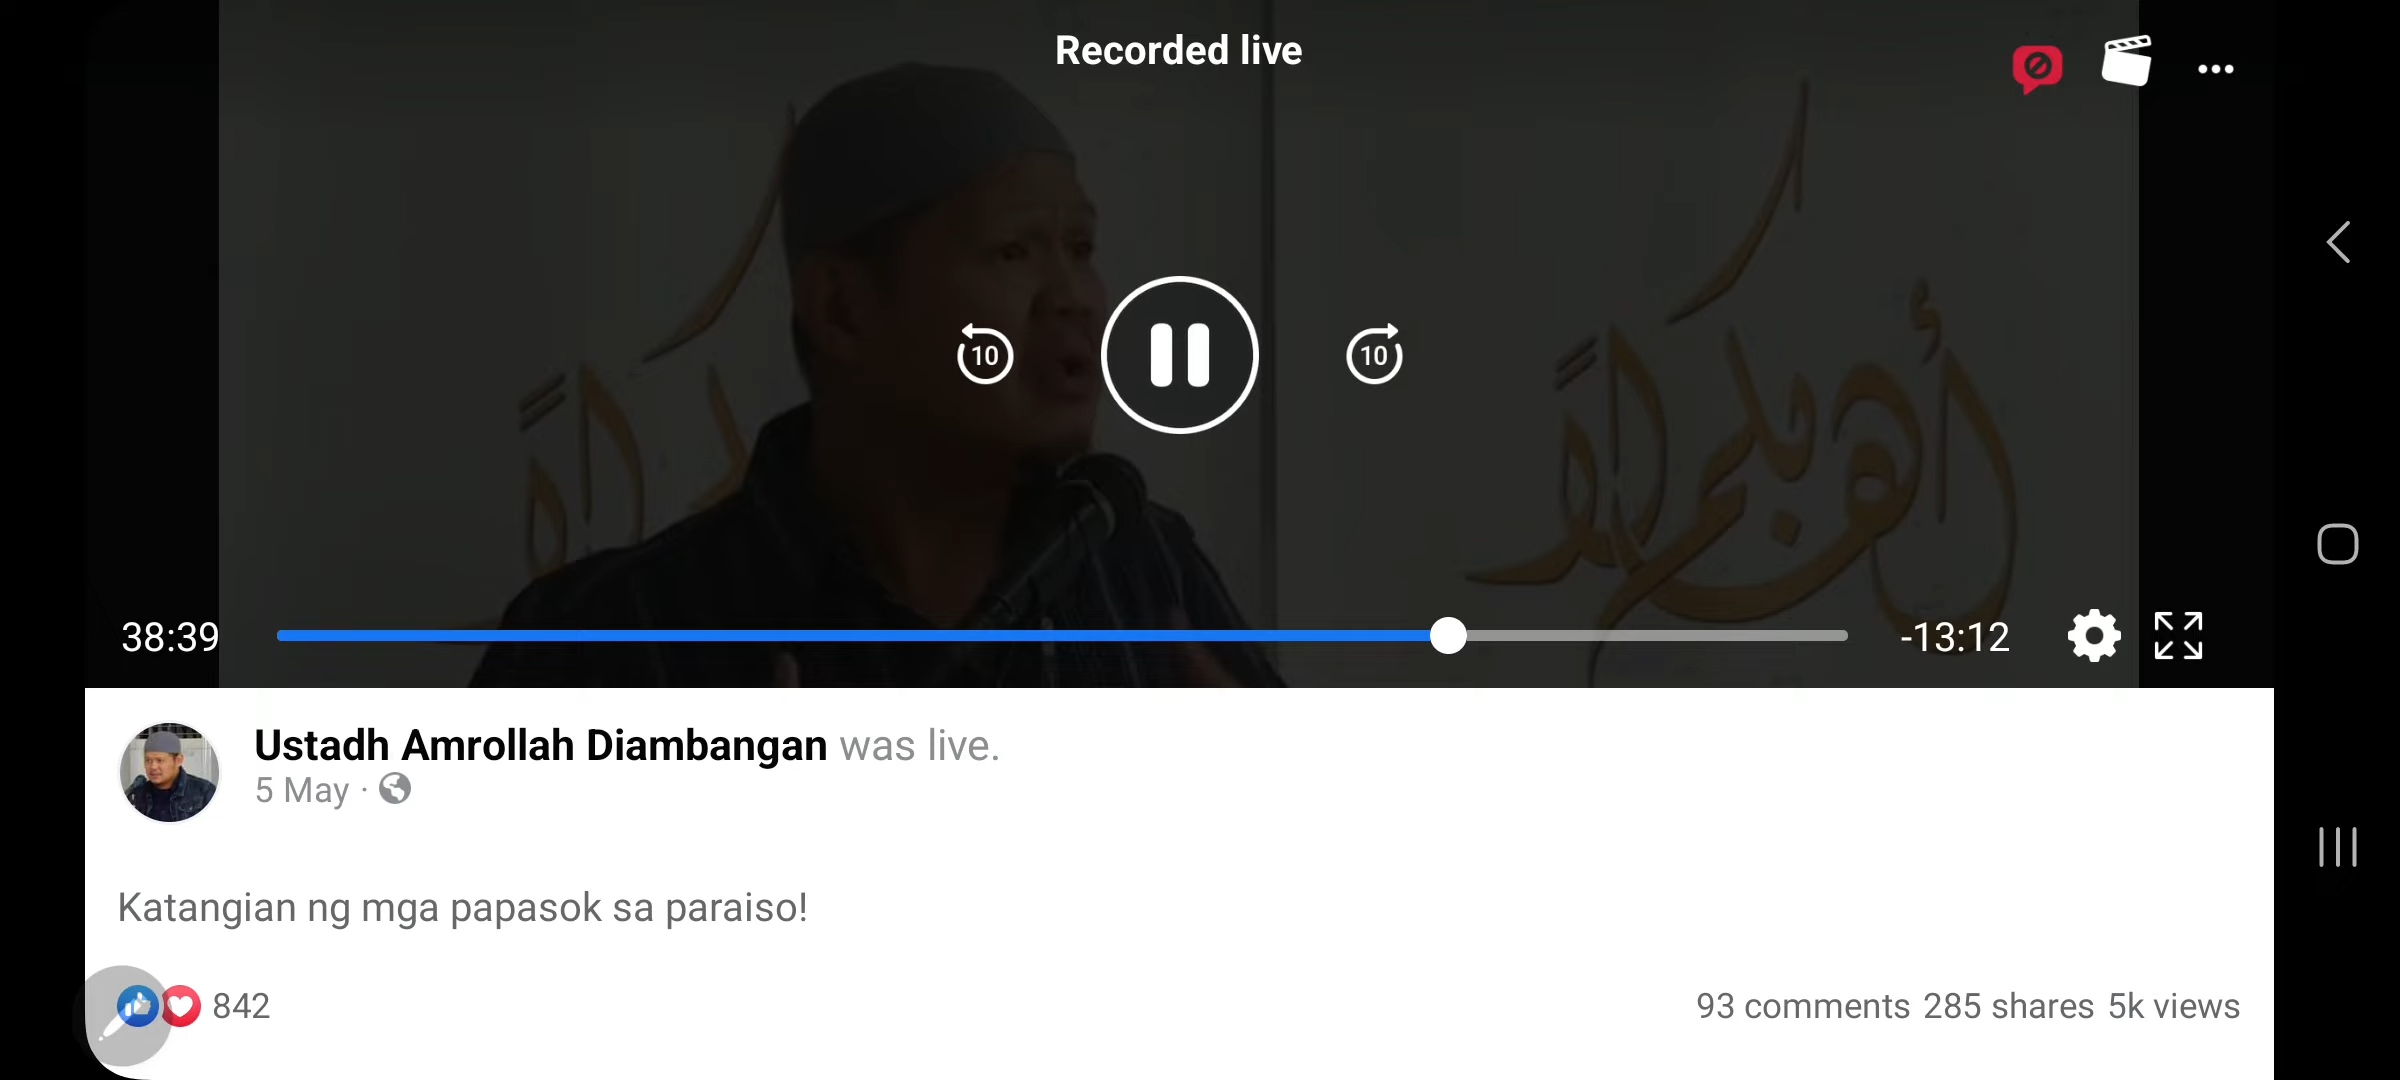 Recorded live
10
10
38:39
-13:12
Ustadh Amrollah Diambangan was live.
5 May ·
Katangian ng mga papasok sa paraiso!
842
93 comments 285 shares 5k views